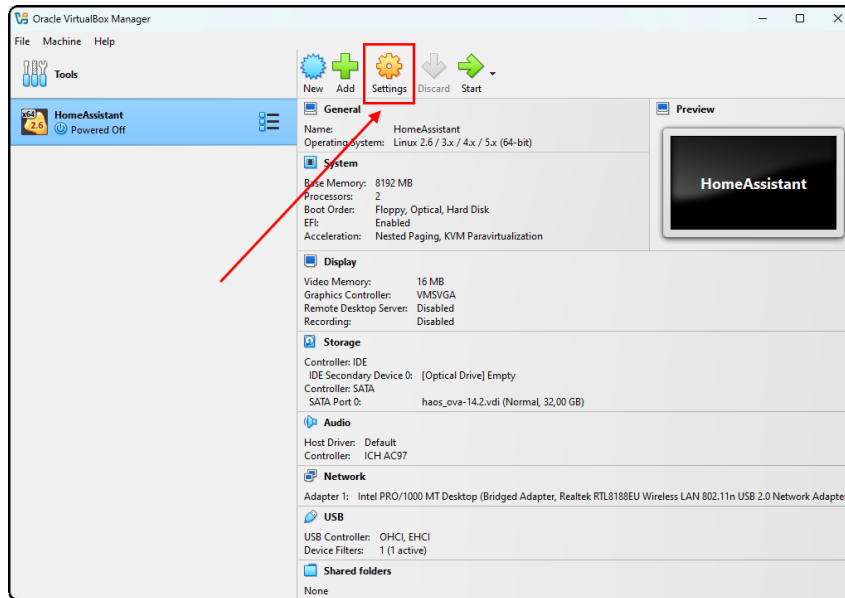 Oracle VirtualBox Manager
File Machine Help
Tools
New Add Settings Discard Start
x64
2.6
HomeAssistant
Powered Off
General
Name: HomeAssistant
Operating System: Linux 2.6 / 3.x / 4.x / 5.x (64-bit)
Preview
HomeAssistant
System
Base Memory: 8192 MB
Processors: 2
Boot Order: Floppy, Optical, Hard Disk
EFI: Enabled
Acceleration: Nested Paging, KVM Paravirtualization
Display
Video Memory: 16 MB
Graphics Controller: VMSVGA
Remote Desktop Server: Disabled
Recording: Disabled
Storage
Controller: IDE
IDE Secondary Device 0: [Optical Drive] Empty
Controller: SATA
SATA Port 0: haos_ova-14.2.vdi (Normal, 32,00 GB)
Audio
Host Driver: Default
Controller: ICH AC97
Network
Adapter 1: Intel PRO/1000 MT Desktop (Bridged Adapter, Realtek RTL8188EU Wireless LAN 802.11n USB 2.0 Network Adapte
USB
USB Controller: OHCI, EHCI
Device Filters: 1 (1 active)
Shared folders
None